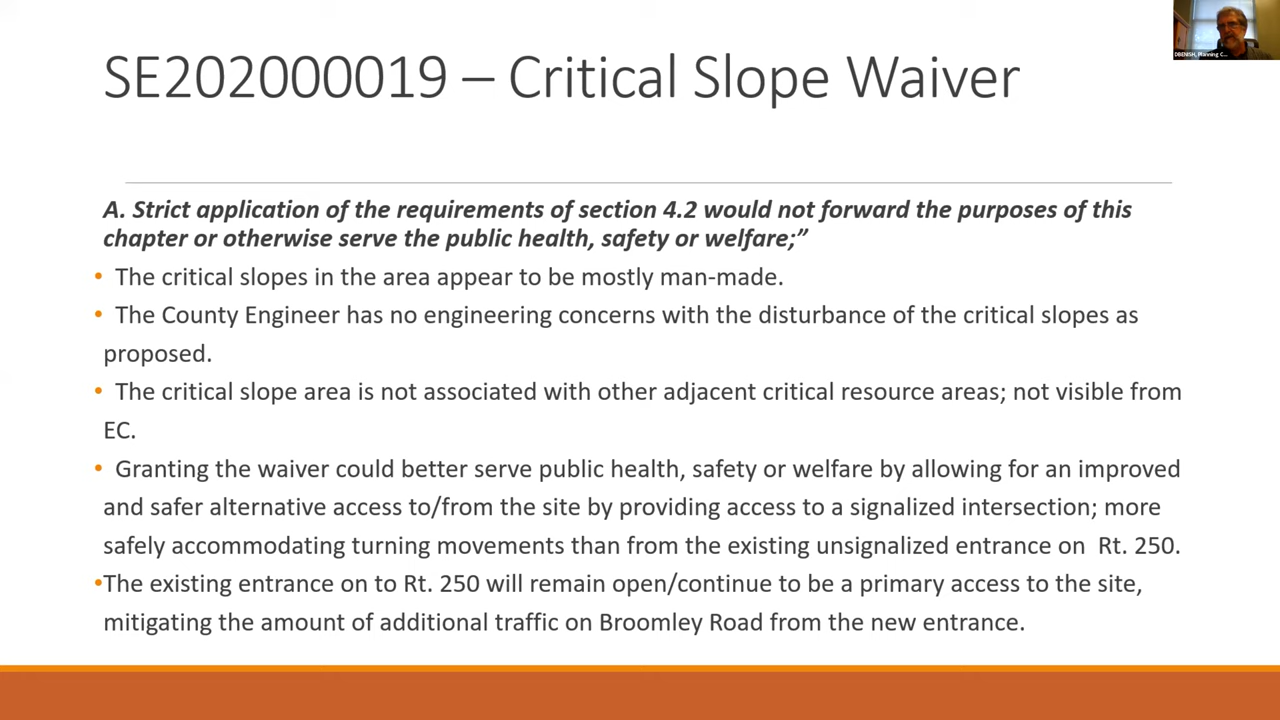 SE202000019 – Critical Slope Waiver
DBENISH, Planning C...
A. Strict application of the requirements of section 4.2 would not forward the purposes of this
chapter or otherwise serve the public health, safety or welfare;”
• The critical slopes in the area appear to be mostly man-made.
• The County Engineer has no engineering concerns with the disturbance of the critical slopes as
proposed.
• The critical slope area is not associated with other adjacent critical resource areas; not visible from
EC.
• Granting the waiver could better serve public health, safety or welfare by allowing for an improved
and safer alternative access to/from the site by providing access to a signalized intersection; more
safely accommodating turning movements than from the existing unsignalized entrance on Rt. 250.
•The existing entrance on to Rt. 250 will remain open/continue to be a primary access to the site,
mitigating the amount of additional traffic on Broomley Road from the new entrance.